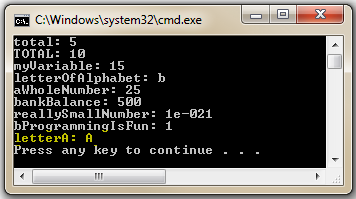 C:\Windows\system32\cmd.exe
total: 5
TOTAL: 10
myVariable: 15
letterOfAlphabet: b
aWholeNumber: 25
bankBalance: 500
reallySmallNumber: 1e-021
bProgrammingIsFun: 1
letterA: A
Press any key to continue . . .